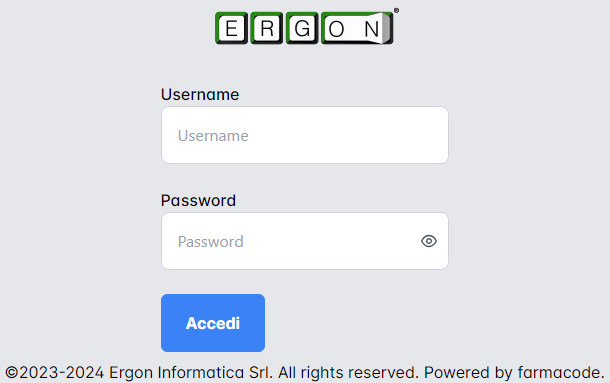 ERGON®
Username
Username
Password
Password
Accedi
©2023-2024 Ergon Informatica Srl. All rights reserved. Powered by farmacode.